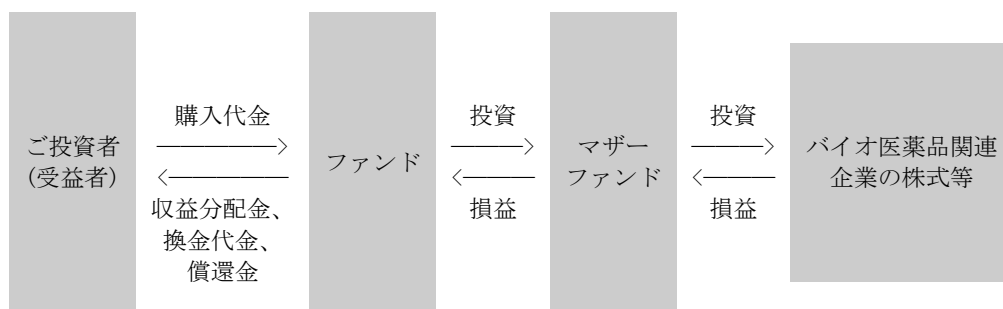 ご投資者
(受益者)
購入代金
収益分配金、
換金代金、
償還金
ファンド
投資
損益
マザー
ファンド
投資
損益
バイオ医薬品関連
企業の株式等